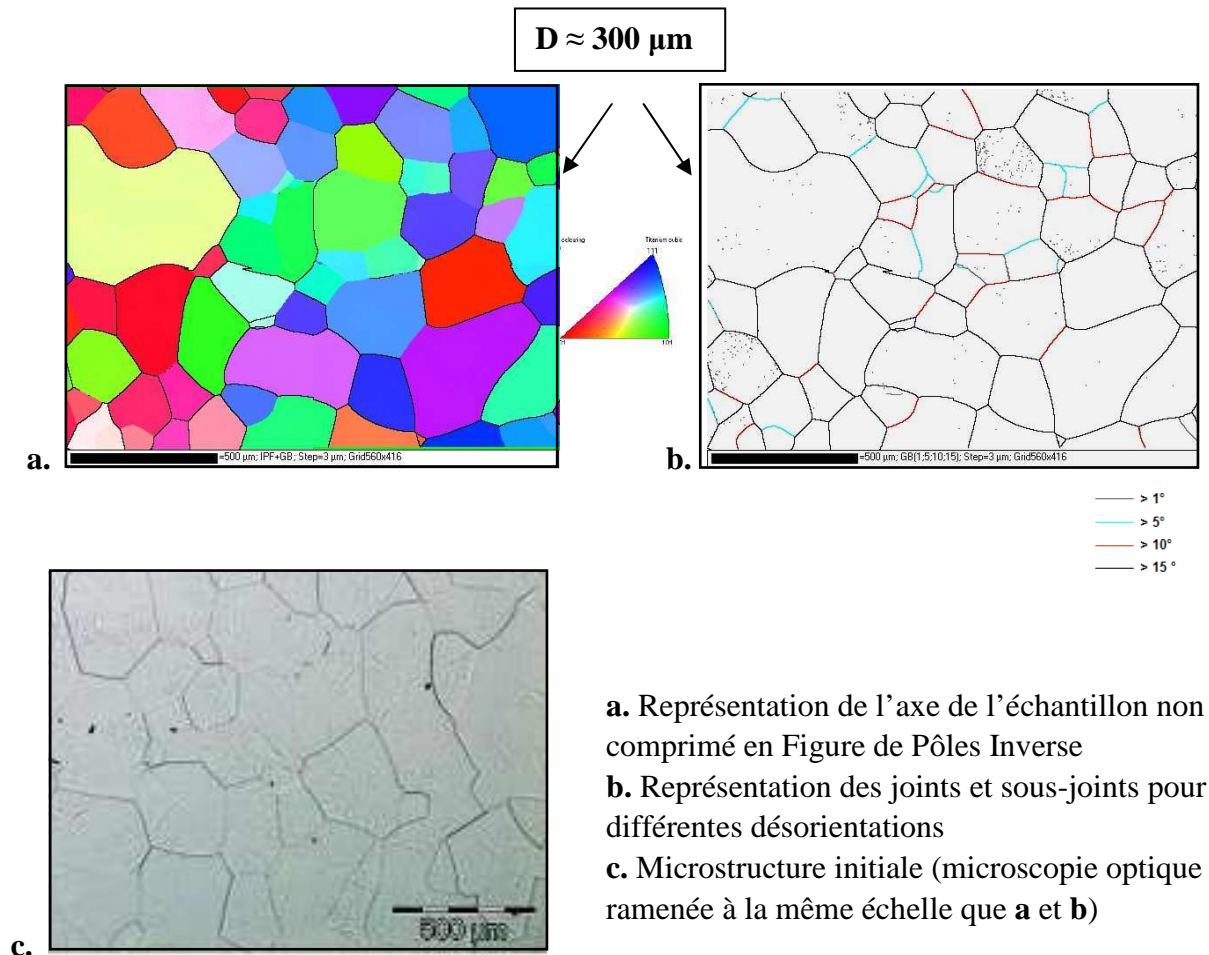 D ≈ 300 µm
colouring
Titanium cubic
111
01
101
a.
=500 µm; IPF+GB; Step=3 µm; Grid560x416
b.
=500 µm; GB(1;5;10;15); Step=3 µm; Grid560x416
> 1°
> 5°
> 10°
> 15 °
500 µm
c.
a. Représentation de l’axe de l’échantillon non
comprimé en Figure de Pôles Inverse
b. Représentation des joints et sous-joints pour
différentes désorientations
c. Microstructure initiale (microscopie optique
ramenée à la même échelle que a et b)